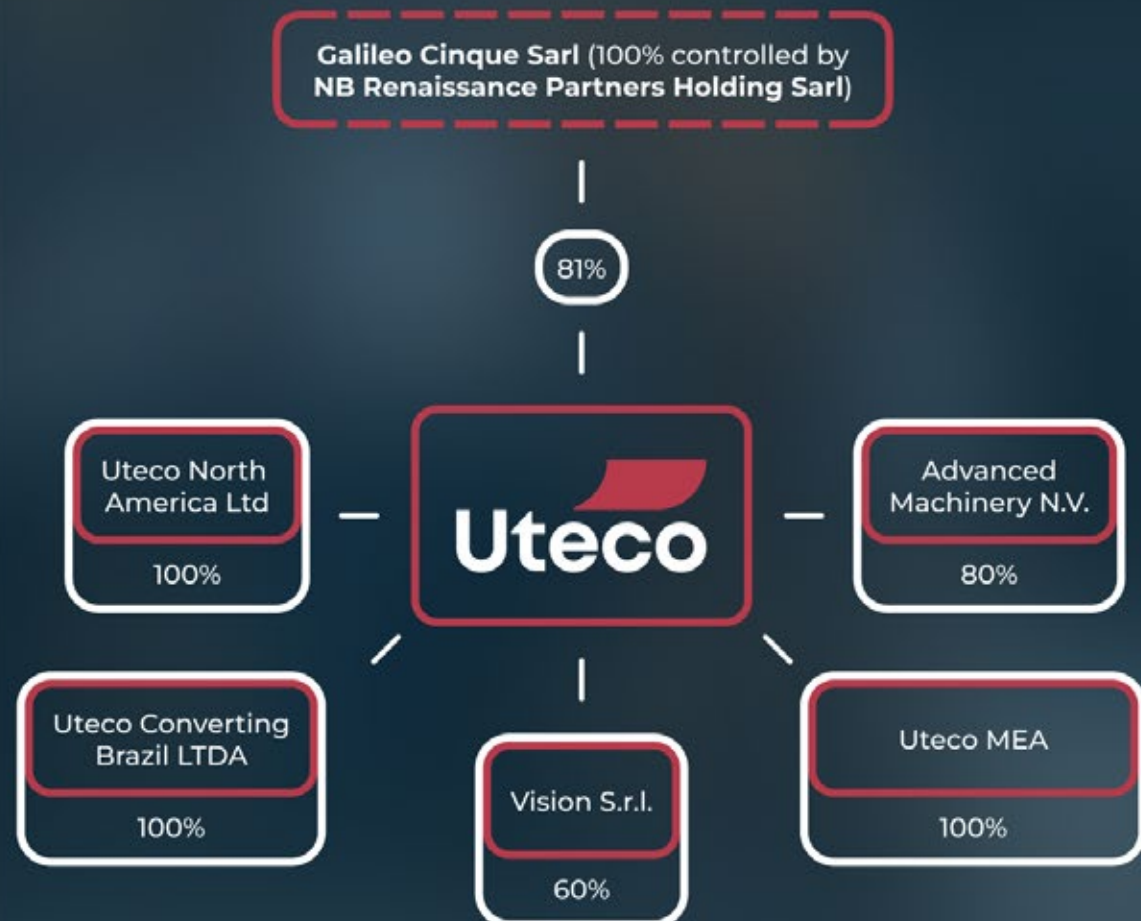 Galileo Cinque Sarl (100% controlled by
NB Renaissance Partners Holding Sarl)
81%
Uteco North
America Ltd
100%
Uteco
Advanced
Machinery N.V.
80%
Uteco Converting
Brazil LTDA
100%
Vision S.r.l.
60%
Uteco MEA
100%